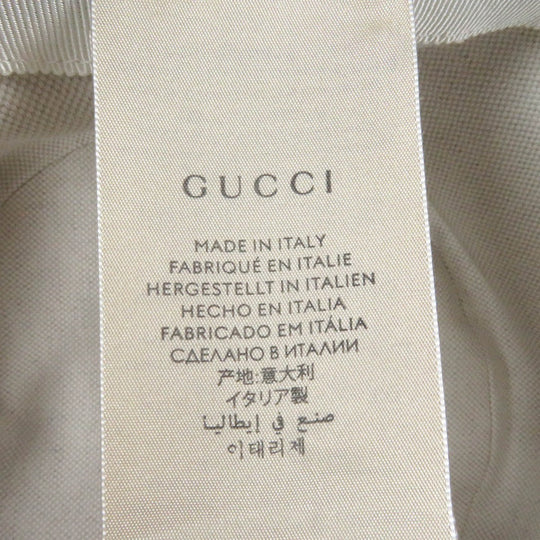 GUCCI
MADE IN ITALY
FABRIQUÉ EN ITALIE
HERGESTELLT IN ITALIEN
HECHO EN ITALIA
FABRICADO EM ITÁLIA
СДЕЛАНО В ИТАЛИИ
产地:意大利
イタリア製
صنع في إيطاليا
이태리제